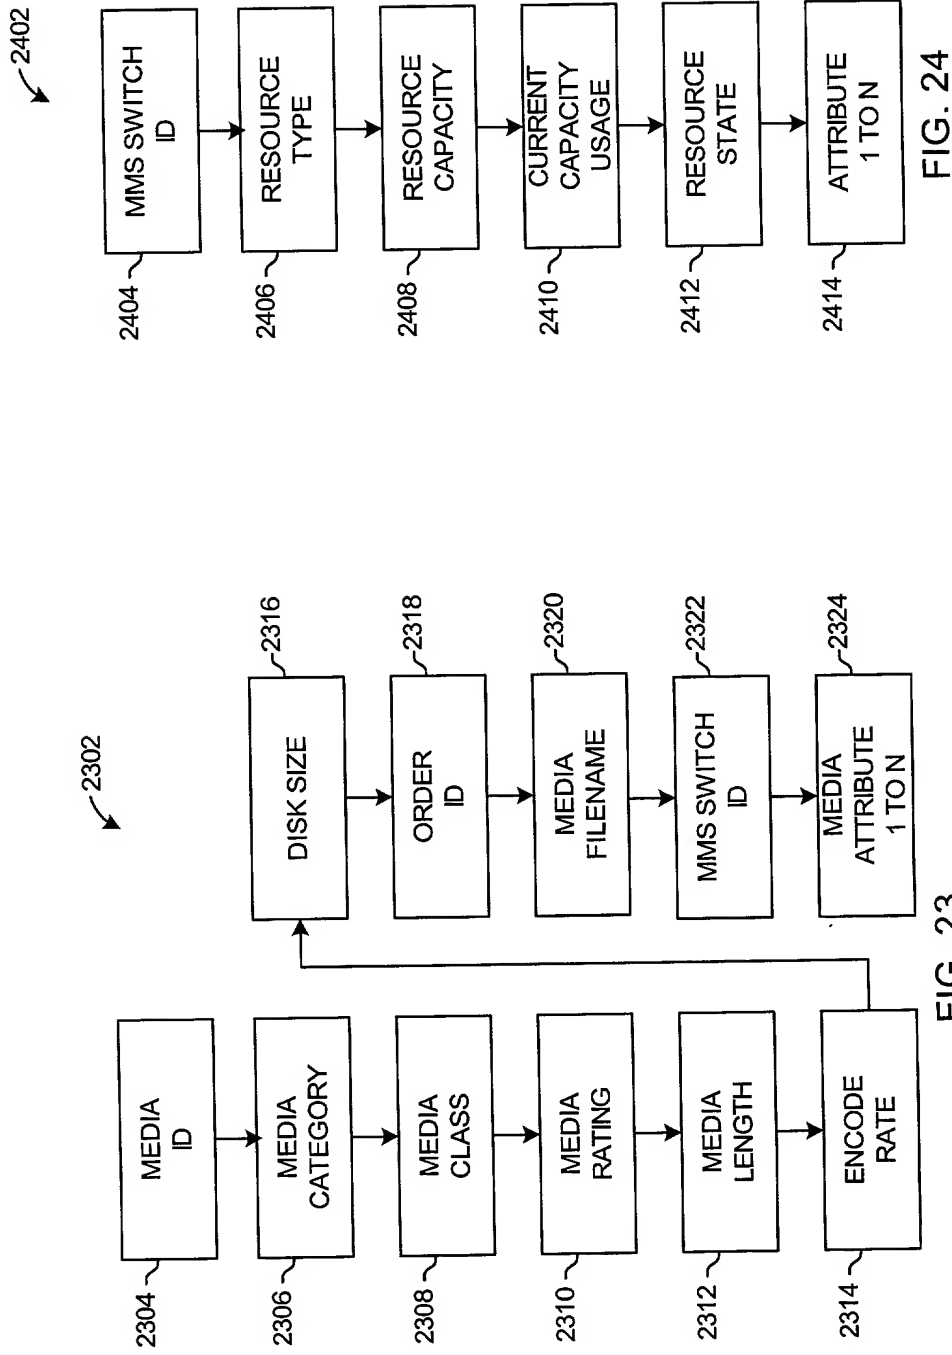 2302
2304
MEDIA
ID
2306
MEDIA
CATEGORY
2308
MEDIA
CLASS
2310
MEDIA
RATING
2312
MEDIA
LENGTH
2314
ENCODE
RATE
2316
DISK SIZE
2318
ORDER
ID
2320
MEDIA
FILENAME
2322
MMS SWITCH
ID
2324
MEDIA
ATTRIBUTE
1 TO N
FIG. 23
2402
2404
MMS SWITCH
ID
2406
RESOURCE
TYPE
2408
RESOURCE
CAPACITY
2410
CURRENT
CAPACITY
USAGE
2412
RESOURCE
STATE
2414
ATTRIBUTE
1 TO N
FIG. 24